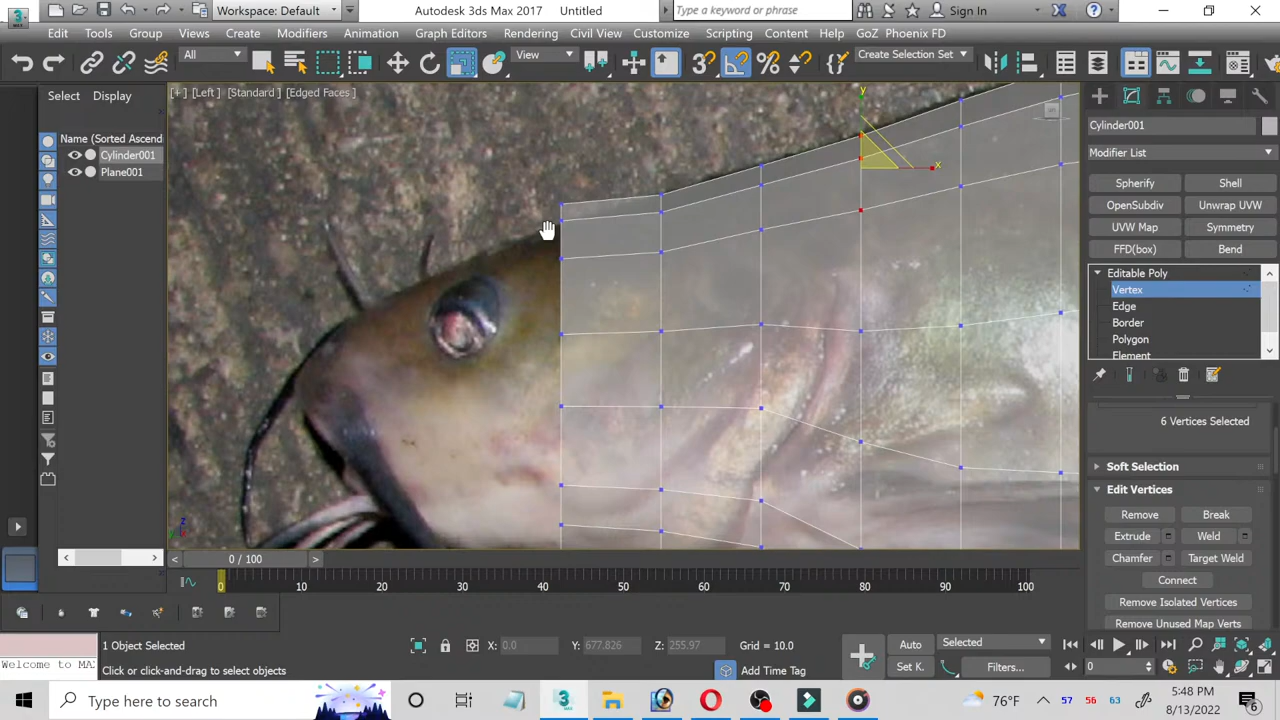 Workspace: Default
Autodesk 3ds Max 2017
Untitled
Type a keyword or phrase
Sign In
Edit Tools Group Views Create Modifiers Animation Graph Editors Rendering Civil View Customize Scripting Content Help GoZ Phoenix FD
All
View
Create Selection Set
Select Display
[+] [Left] [Standard] [Edged Faces]
Name (Sorted Ascend
Cylinder001
Plane001
Cylinder001
Modifier List
Spherify Shell
OpenSubdiv Unwrap UVW
UVW Map Symmetry
FFD(box) Bend
Editable Poly
Vertex
Edge
Border
Polygon
Element
6 Vertices Selected
Soft Selection
Edit Vertices
Remove Break
Extrude Weld
Chamfer Target Weld
Connect
Remove Isolated Vertices
Remove Unused Map Verts
y
x
z
y
0 / 100
0 10 20 30 40 50 60 70 80 90 100
1 Object Selected
X: 0.0 Y: 677.826 Z: 255.97 Grid = 10.0
Auto Selected
Welcome to MA
Click or click-and-drag to select objects
Add Time Tag
Set K. Filters...
0
Type here to search
76°F
57 56 63
5:48 PM
8/13/2022
6